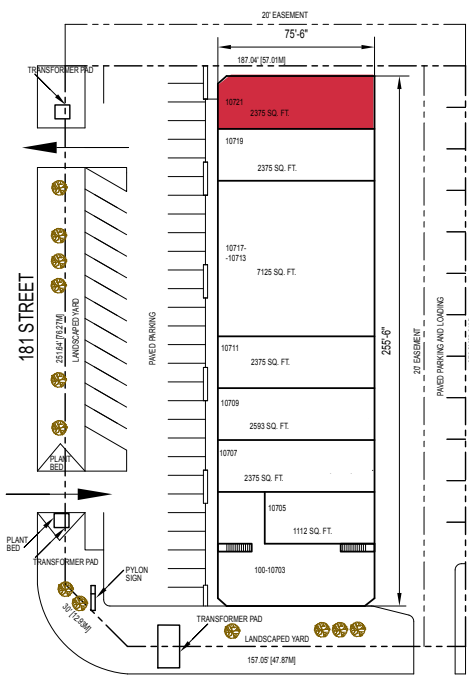 20' EASEMENT
75'-6"
187.04' [57.01M]
TRANSFORMER PAD
10721
2375 SQ. FT.
10719
2375 SQ. FT.
10717-
-10713
7125 SQ. FT.
181 STREET
251.64' [76.27M]
LANDSCAPED YARD
PAVED PARKING
255'-6"
20' EASEMENT
PAVED PARKING AND LOADING
10711
2375 SQ. FT.
10709
2593 SQ. FT.
10707
2375 SQ. FT.
PLANT
BED
10705
1112 SQ. FT.
PLANT
BED
TRANSFORMER PAD
PYLON
SIGN
100-10703
30' [12.93M]
TRANSFORMER PAD
LANDSCAPED YARD
157.05' [47.87M]